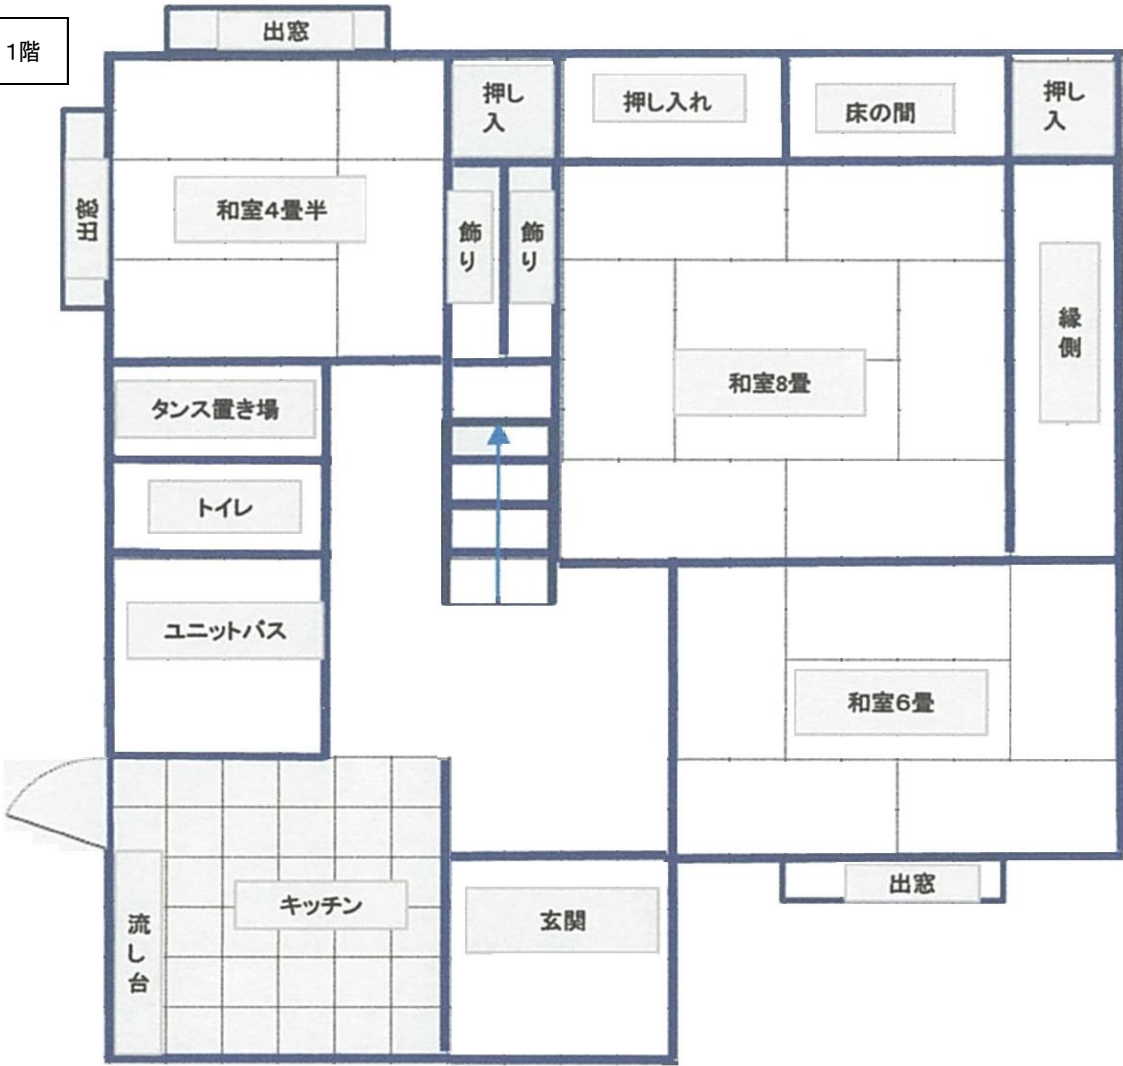 1階
出窓
押し
入
押し入れ
床の間
押し
入
出窓
和室4畳半
飾
り
飾
り
縁
側
和室8畳
タンス置き場
トイレ
ユニットバス
和室6畳
出窓
キッチン
流
し
台
玄関